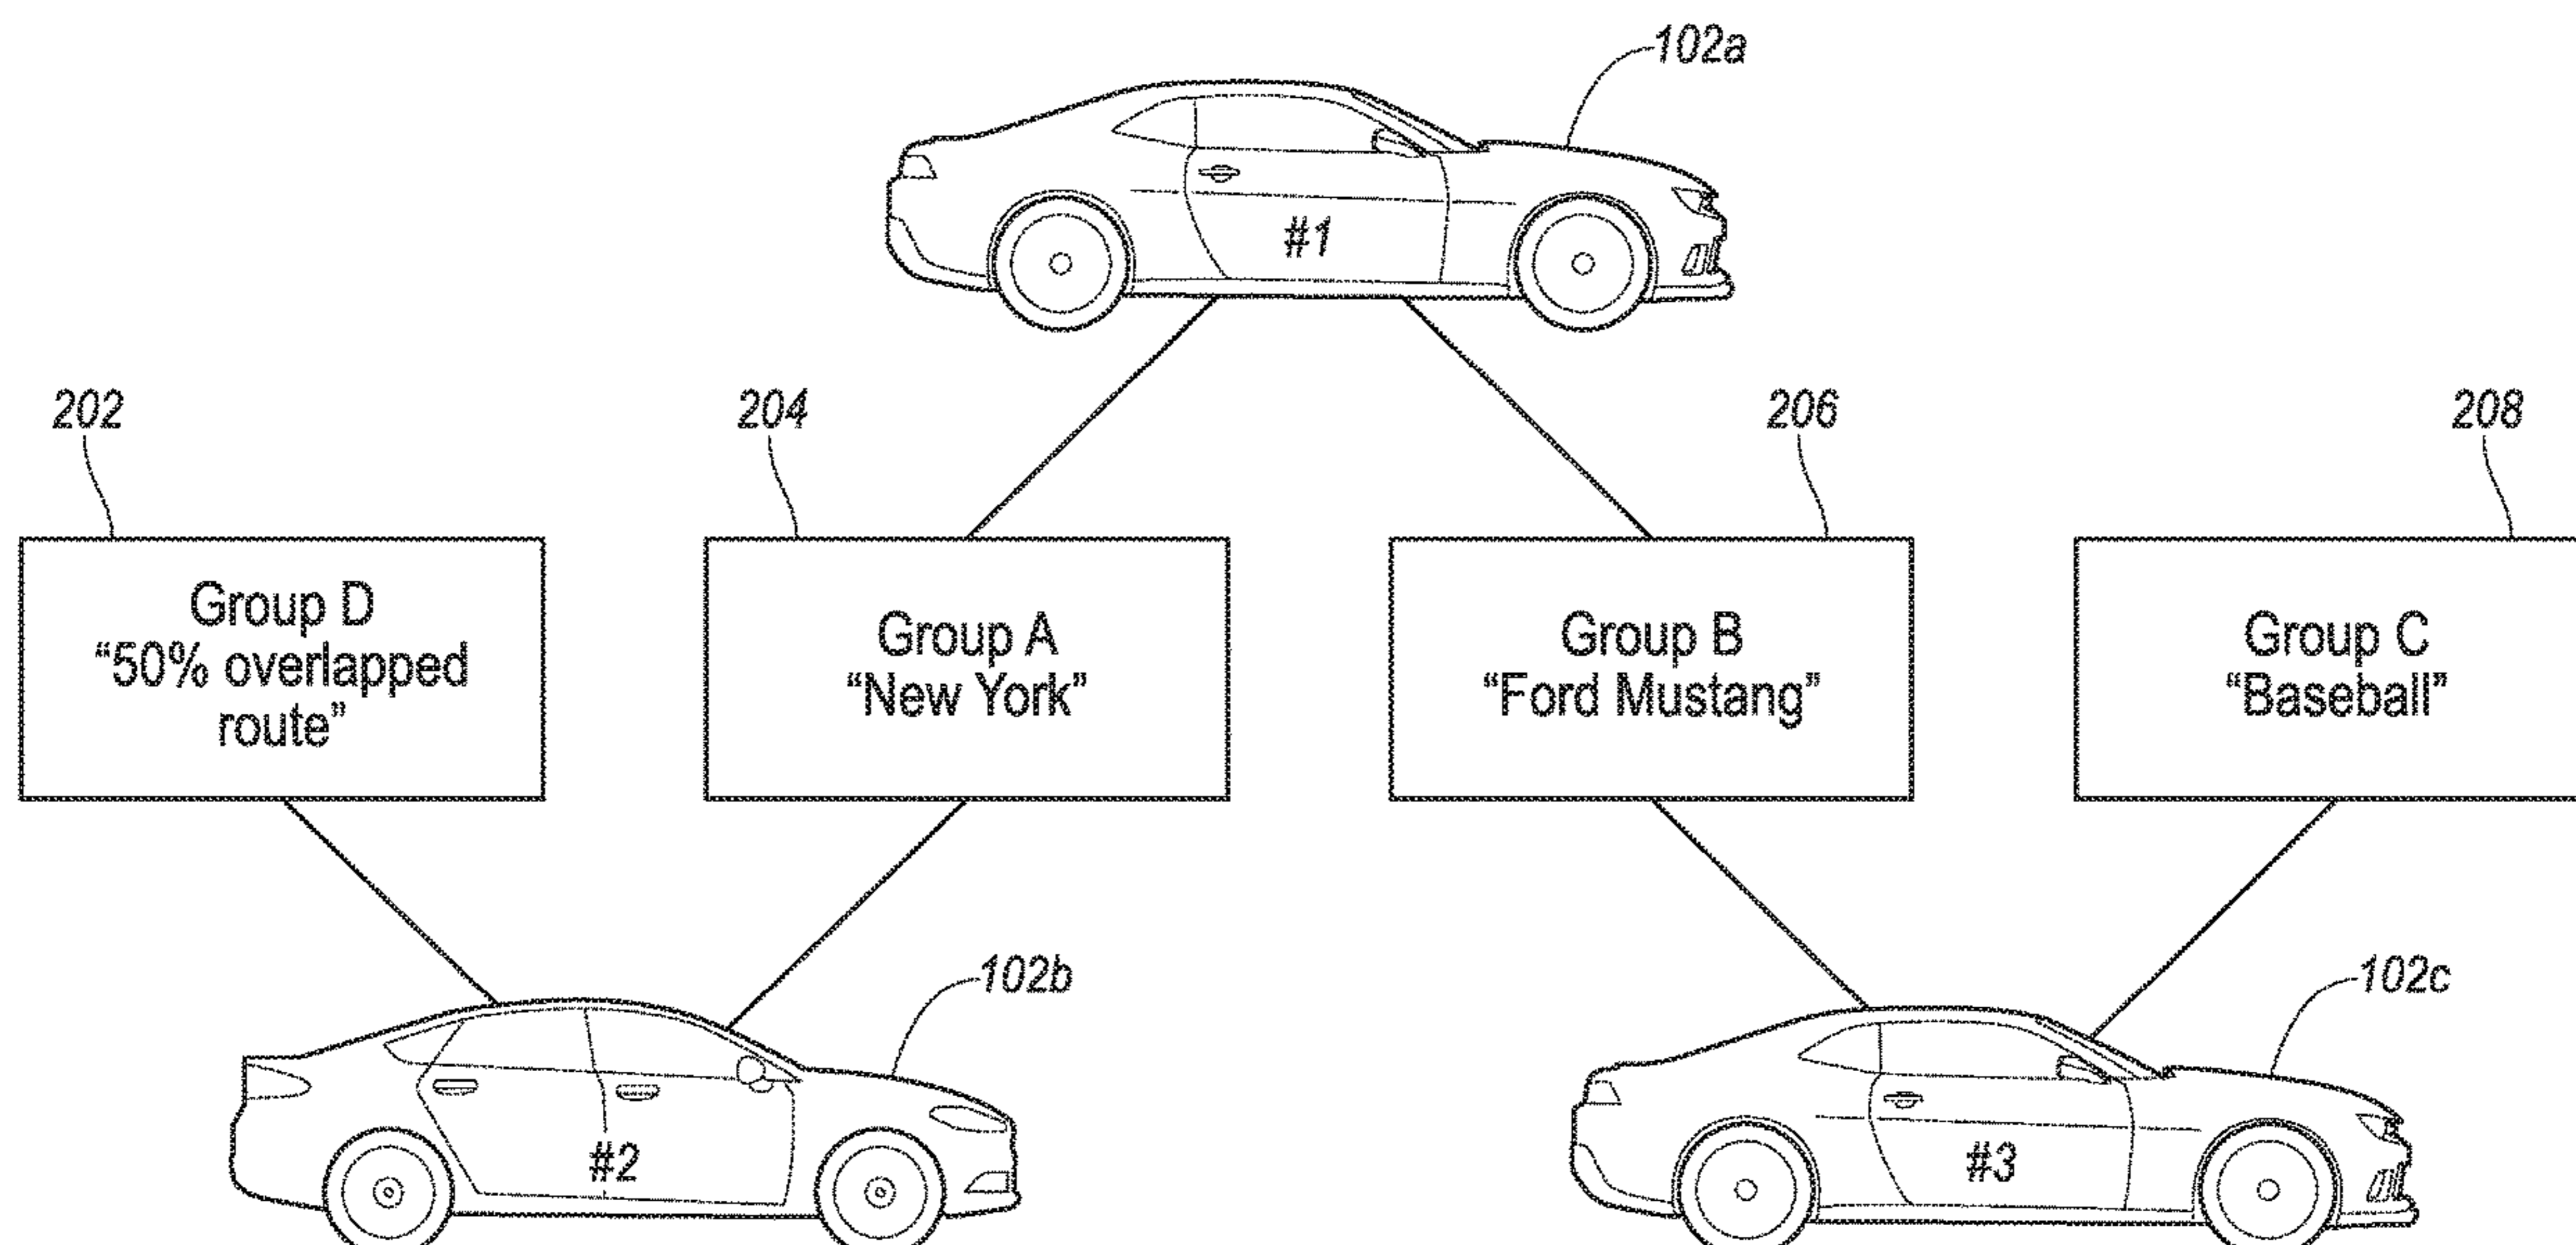 102a
#1
202
204
206
208
Group D
“50% overlapped
route”
Group A
“New York”
Group B
“Ford Mustang”
Group C
“Baseball”
102b
102c
#2
#3